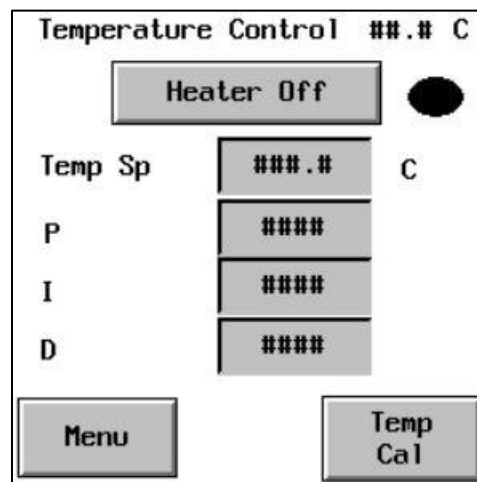 Temperature Control ##.# C
Heater Off
Temp Sp ###.# C
P ####
I ####
D ####
Menu
Temp
Cal